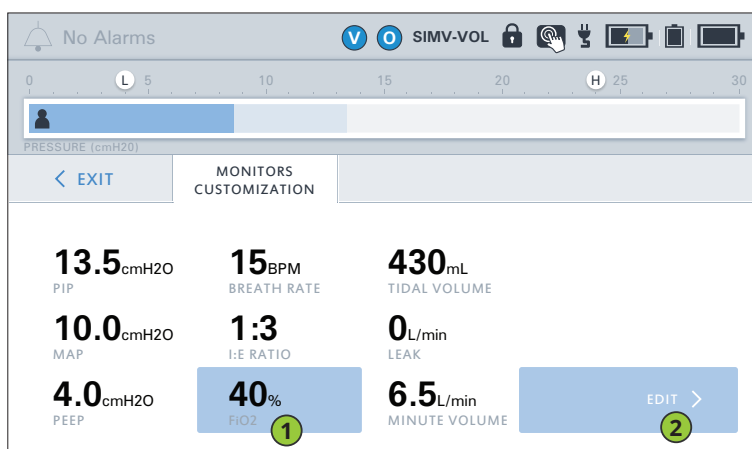 No Alarms V O SIMV-VOL
0 L 5 10 15 20 H 25 30
PRESSURE (cmH20)
EXIT
MONITORS
CUSTOMIZATION
13.5cmH2O 15BPM 430mL
PIP BREATH RATE TIDAL VOLUME
10.0cmH2O 1:3 0L/min
MAP I:E RATIO LEAK
4.0cmH2O 40% 6.5L/min EDIT
PEEP FiO2 1 MINUTE VOLUME 2